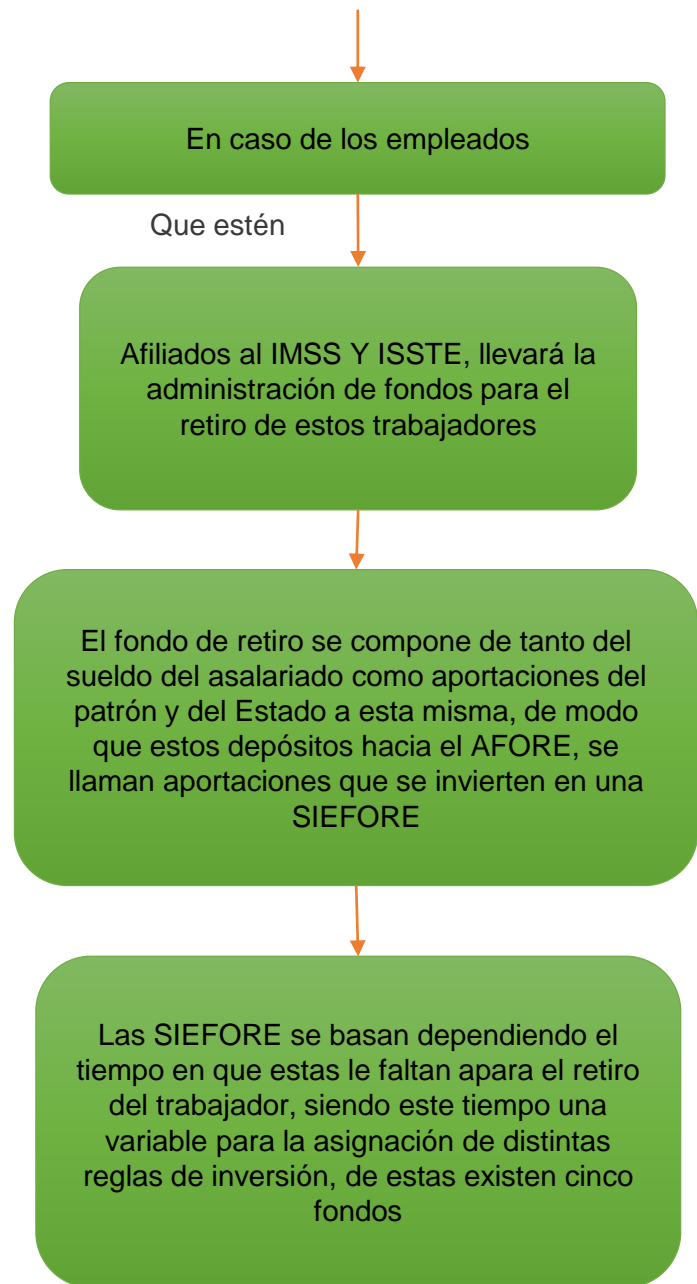 En caso de los empleados
Que estén
Afiliados al IMSS Y ISSTE, llevará la
administración de fondos para el
retiro de estos trabajadores
El fondo de retiro se compone de tanto del
sueldo del asalariado como aportaciones del
patrón y del Estado a esta misma, de modo
que estos depósitos hacia el AFORE, se
llaman aportaciones que se invierten en una
SIEFORE
Las SIEFORE se basan dependiendo el
tiempo en que estas le faltan apara el retiro
del trabajador, siendo este tiempo una
variable para la asignación de distintas
reglas de inversión, de estas existen cinco
fondos